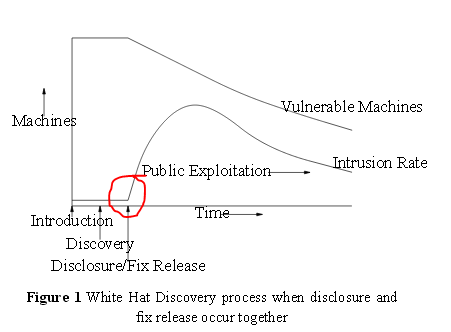 Vulnerable Machines
Machines
Public Exploitation
Intrusion Rate
Introduction
Time
Discovery
Disclosure/Fix Release
Figure 1 White Hat Discovery process when disclosure and
fix release occur together